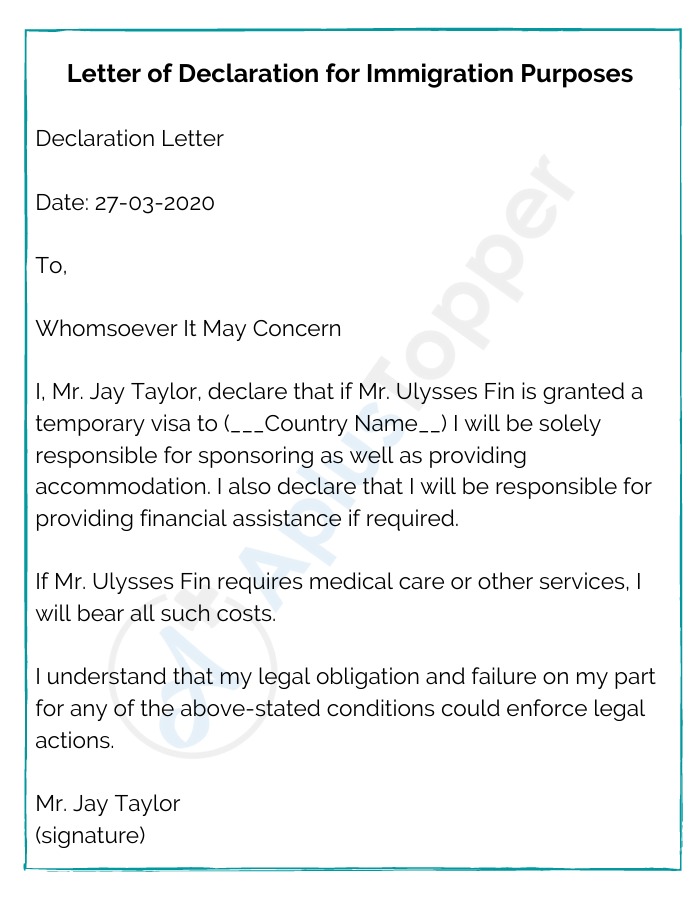 Letter of Declaration for Immigration Purposes
Declaration Letter
Date: 27-03-2020
To,
Whomsoever It May Concern
I, Mr. Jay Taylor, declare that if Mr. Ulysses Fin is granted a
temporary visa to (___Country Name__) I will be solely
responsible for sponsoring as well as providing
accommodation. I also declare that I will be responsible for
providing financial assistance if required.
If Mr. Ulysses Fin requires medical care or other services, I
will bear all such costs.
I understand that my legal obligation and failure on my part
for any of the above-stated conditions could enforce legal
actions.
Mr. Jay Taylor
(signature)
AplusTopper